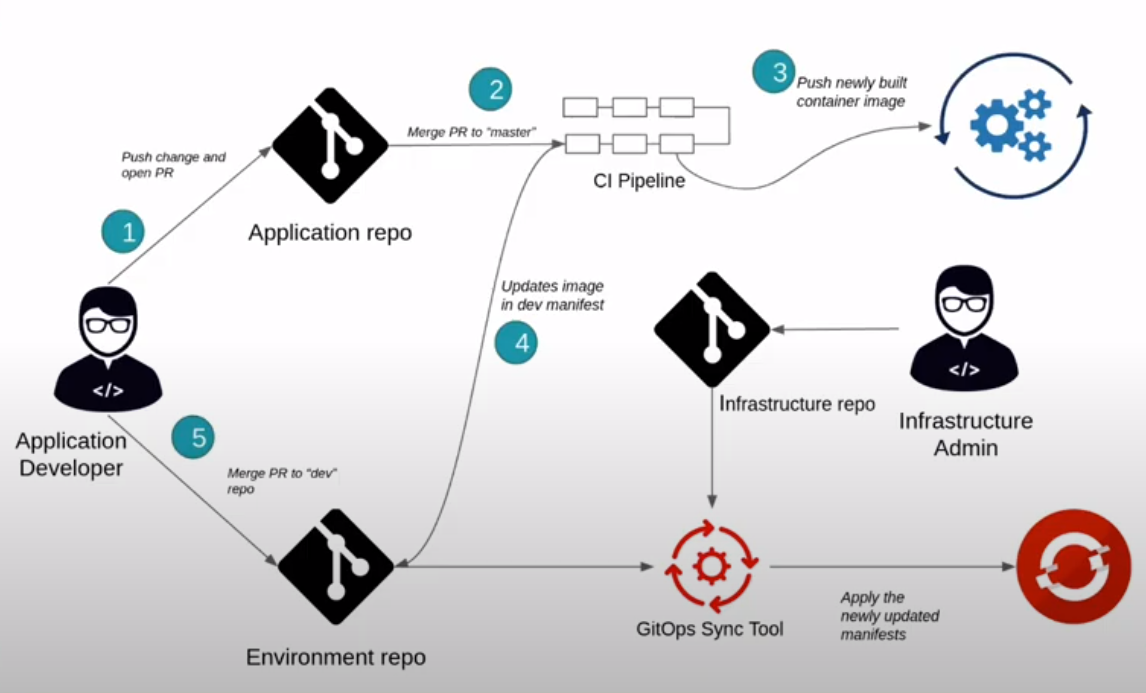 1
Push change and
open PR
Application repo
2
Merge PR to "master"
CI Pipeline
3
Push newly built
container image
Updates image
in dev manifest
4
</>
Application
Developer
5
Merge PR to "dev"
repo
Environment repo
Infrastructure repo
</>
Infrastructure
Admin
GitOps Sync Tool
Apply the
newly updated
manifests